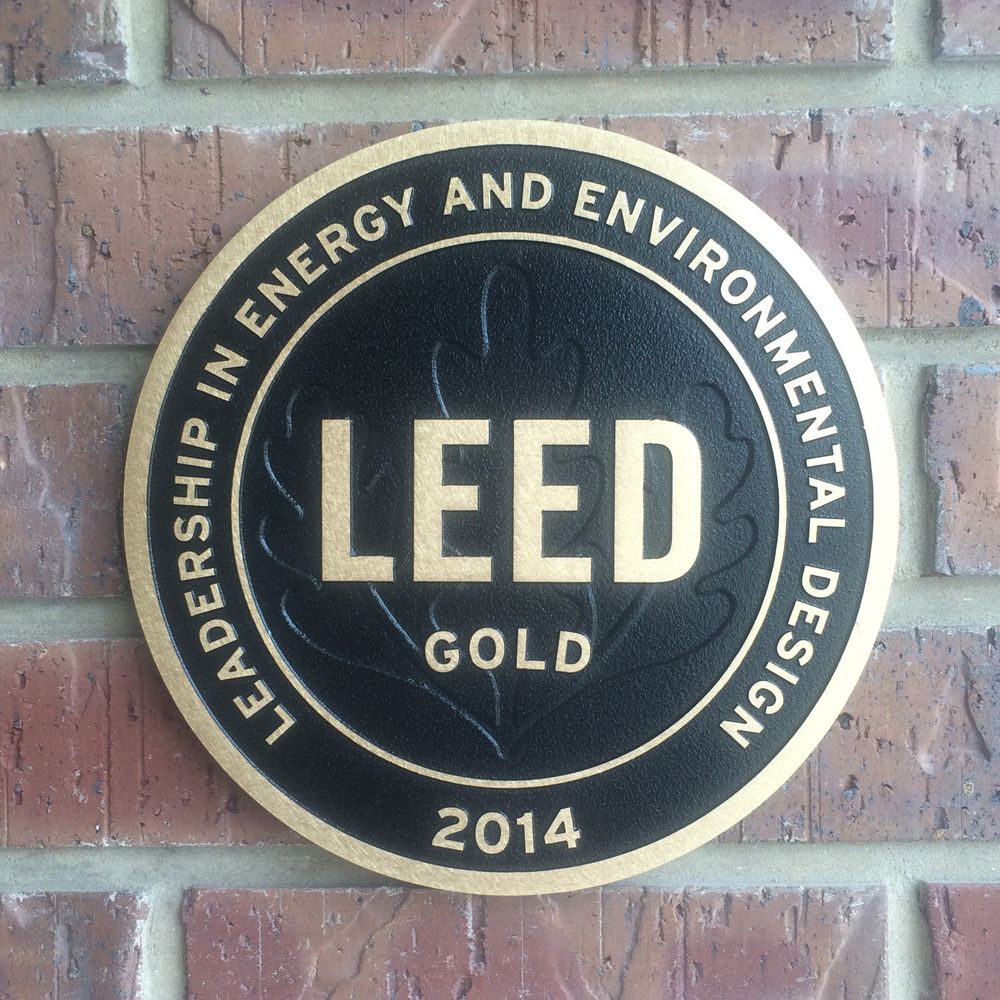 LEADERSHIP IN ENERGY AND ENVIRONMENTAL DESIGN
LEED
GOLD
2014